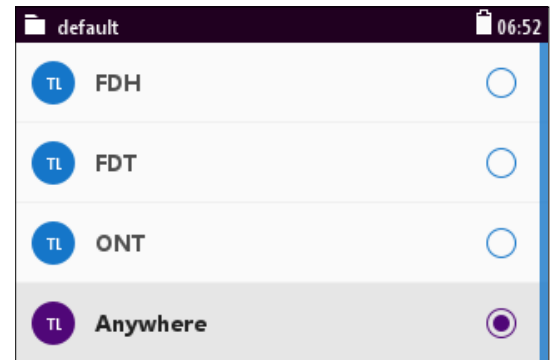 default 06:52
TL FDH
TL FDT
TL ONT
TL Anywhere